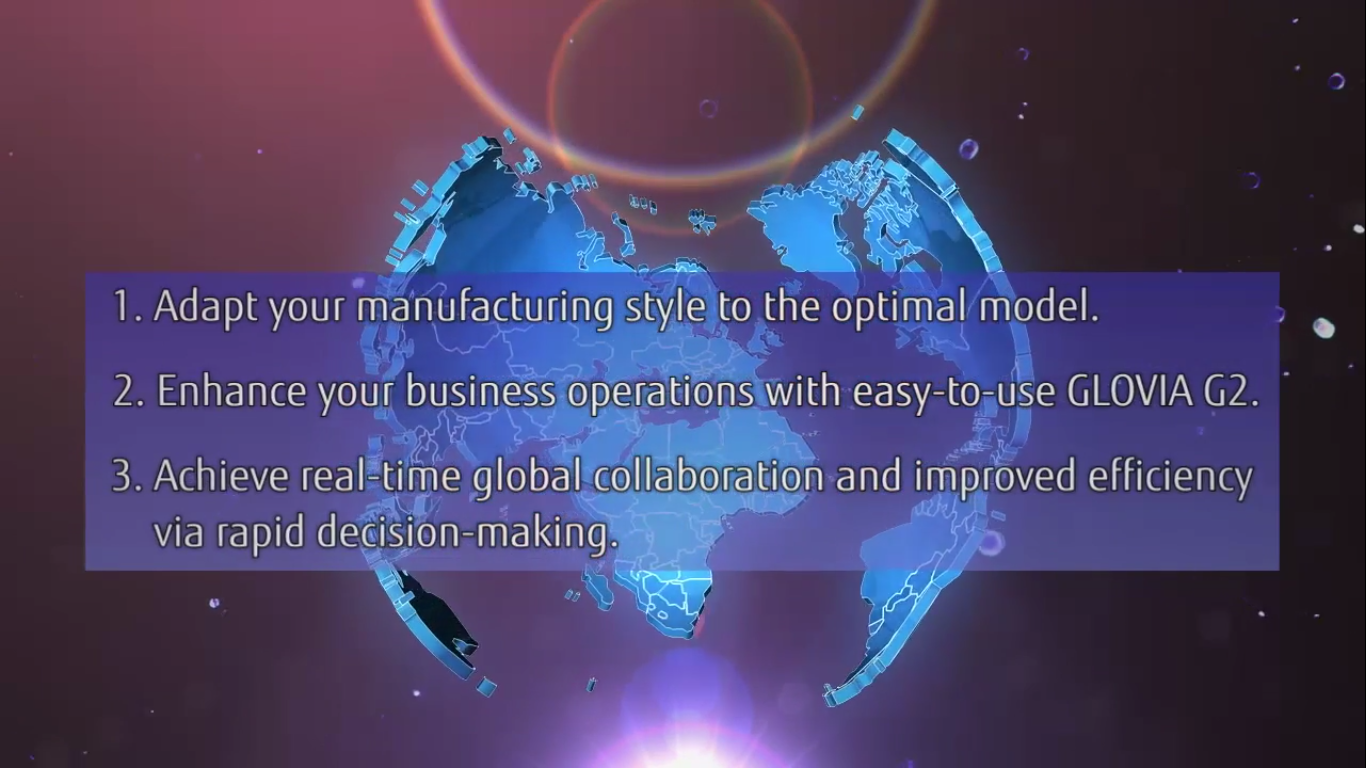 1. Adapt your manufacturing style to the optimal model.
2. Enhance your business operations with easy-to-use GLOVIA G2.
3. Achieve real-time global collaboration and improved efficiency
via rapid decision-making.